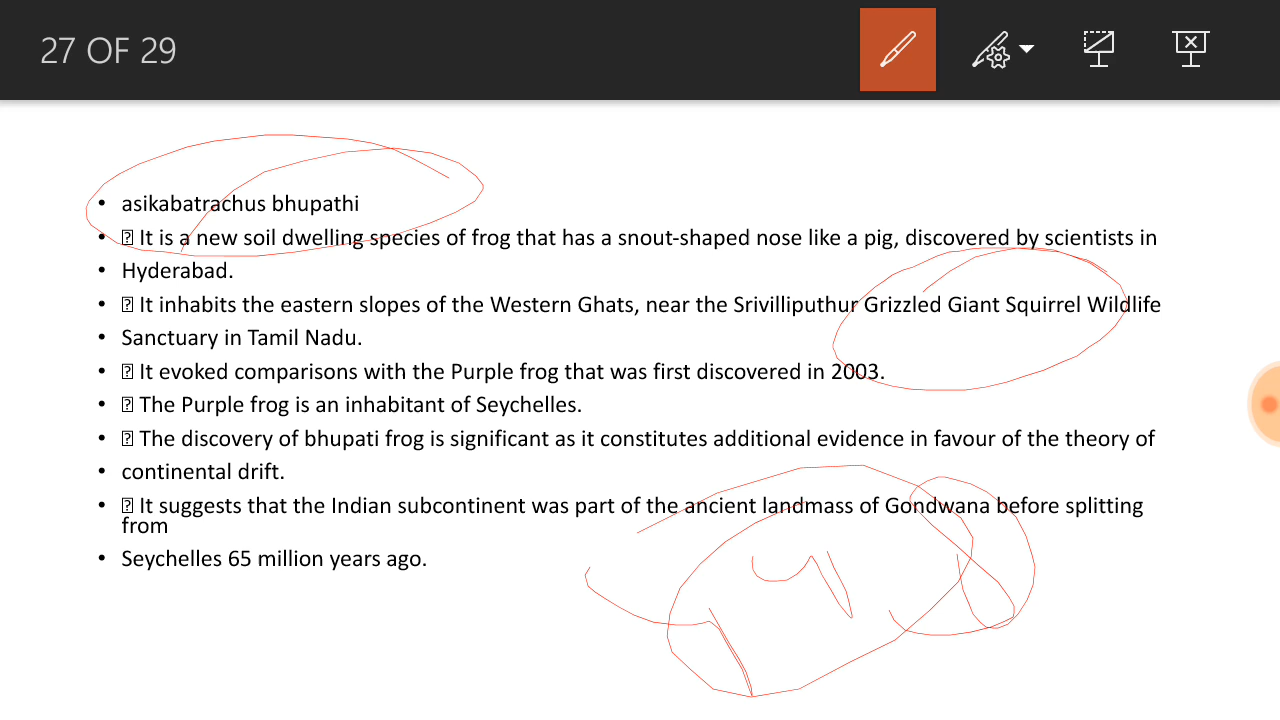 27 OF 29
• asikabatrachus bhupathi
• ⍰ It is a new soil dwelling species of frog that has a snout-shaped nose like a pig, discovered by scientists in
• Hyderabad.
• ⍰ It inhabits the eastern slopes of the Western Ghats, near the Srivilliputhur Grizzled Giant Squirrel Wildlife
• Sanctuary in Tamil Nadu.
• ⍰ It evoked comparisons with the Purple frog that was first discovered in 2003.
• ⍰ The Purple frog is an inhabitant of Seychelles.
• ⍰ The discovery of bhupati frog is significant as it constitutes additional evidence in favour of the theory of
• continental drift.
• ⍰ It suggests that the Indian subcontinent was part of the ancient landmass of Gondwana before splitting
from
• Seychelles 65 million years ago.